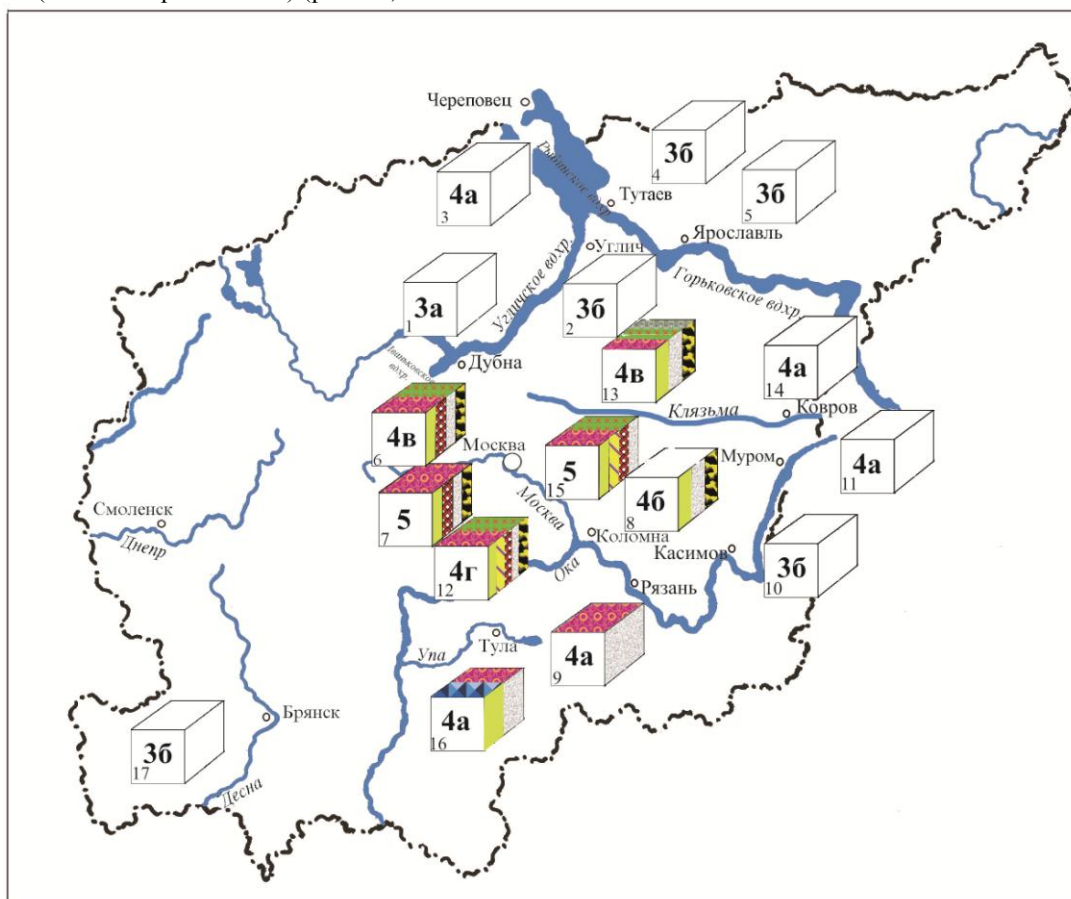 Череповец
3б
4
4а
3
Рыбинское вдхр.
3б
5
Тутаев
Углич
Ярославль
Угличское вдхр.
Горьковское вдхр.
3а
1
3б
2
Дубна
Иваньковское
вдхр.
4в
13
4а
14
Клязьма
Ковров
4в
6
Москва
5
15
4б
8
Муром
4а
11
5
7
Москва
Смоленск
Днепр
4г
12
Ока
Коломна
Касимов
3б
10
Рязань
Упа
Тула
4а
9
4а
16
Брянск
3б
17
Десна